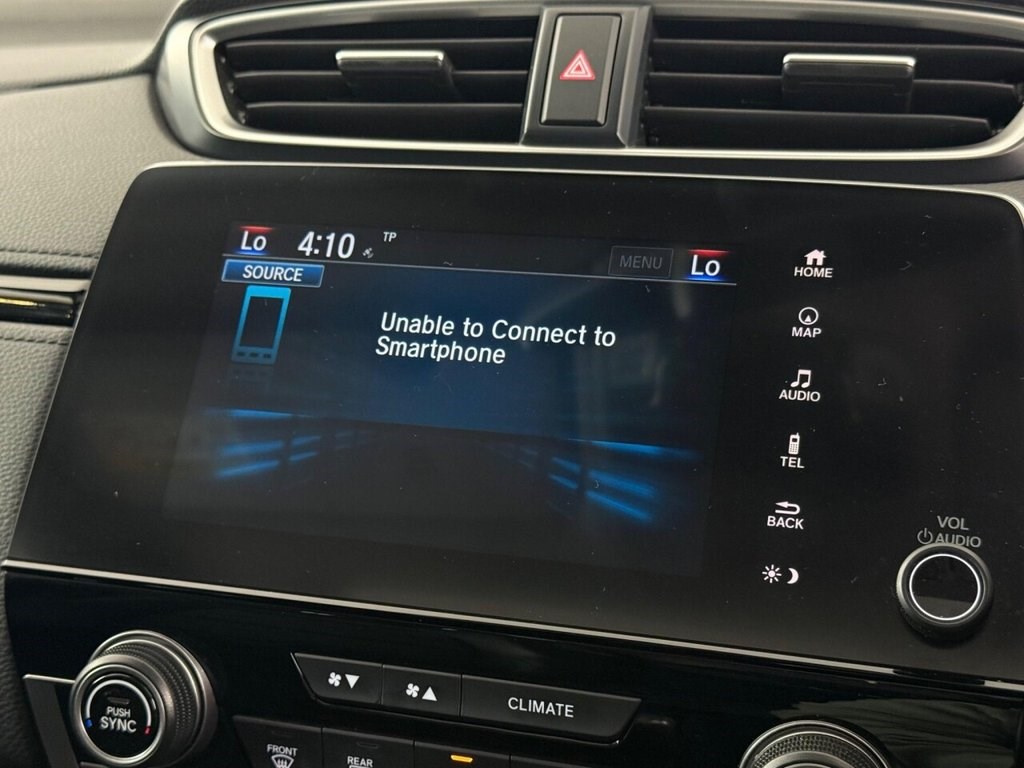 Lo 4:10 TP MENU Lo
SOURCE
Unable to Connect to
Smartphone
HOME
MAP
AUDIO
TEL
BACK
VOL
AUDIO
PUSH
SYNC
CLIMATE
FRONT
REAR